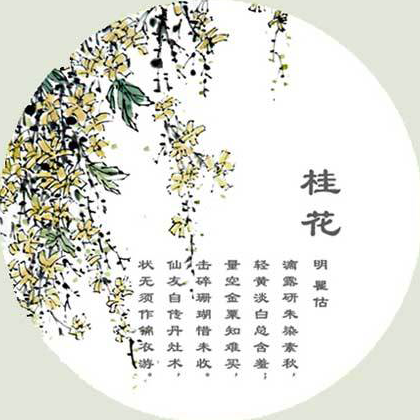 桂花
明 瞿佑
滴露研朱染素秋，
轻黄淡白总含羞；
量空金粟知难买，
击碎珊瑚惜未收。
仙友自传丹灶术，
状无须作锦衣游。